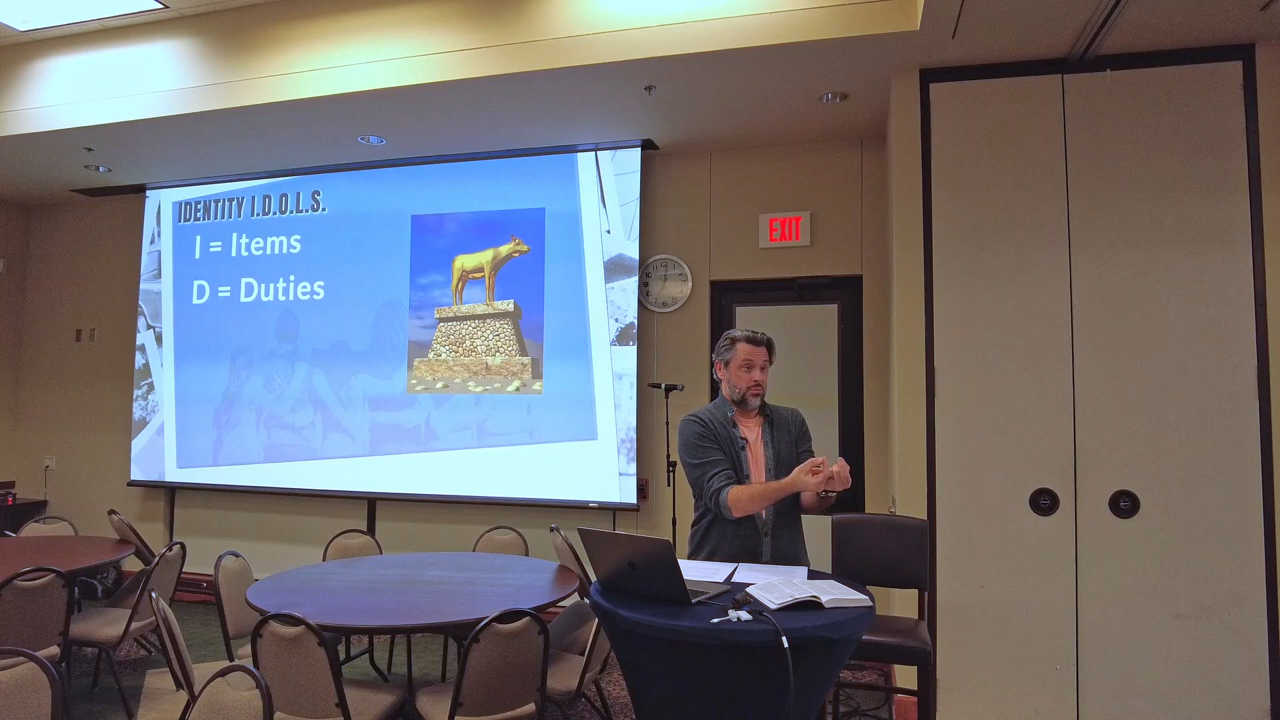 IDENTITY I.D.O.L.S.
I = Items
D = Duties
EXIT